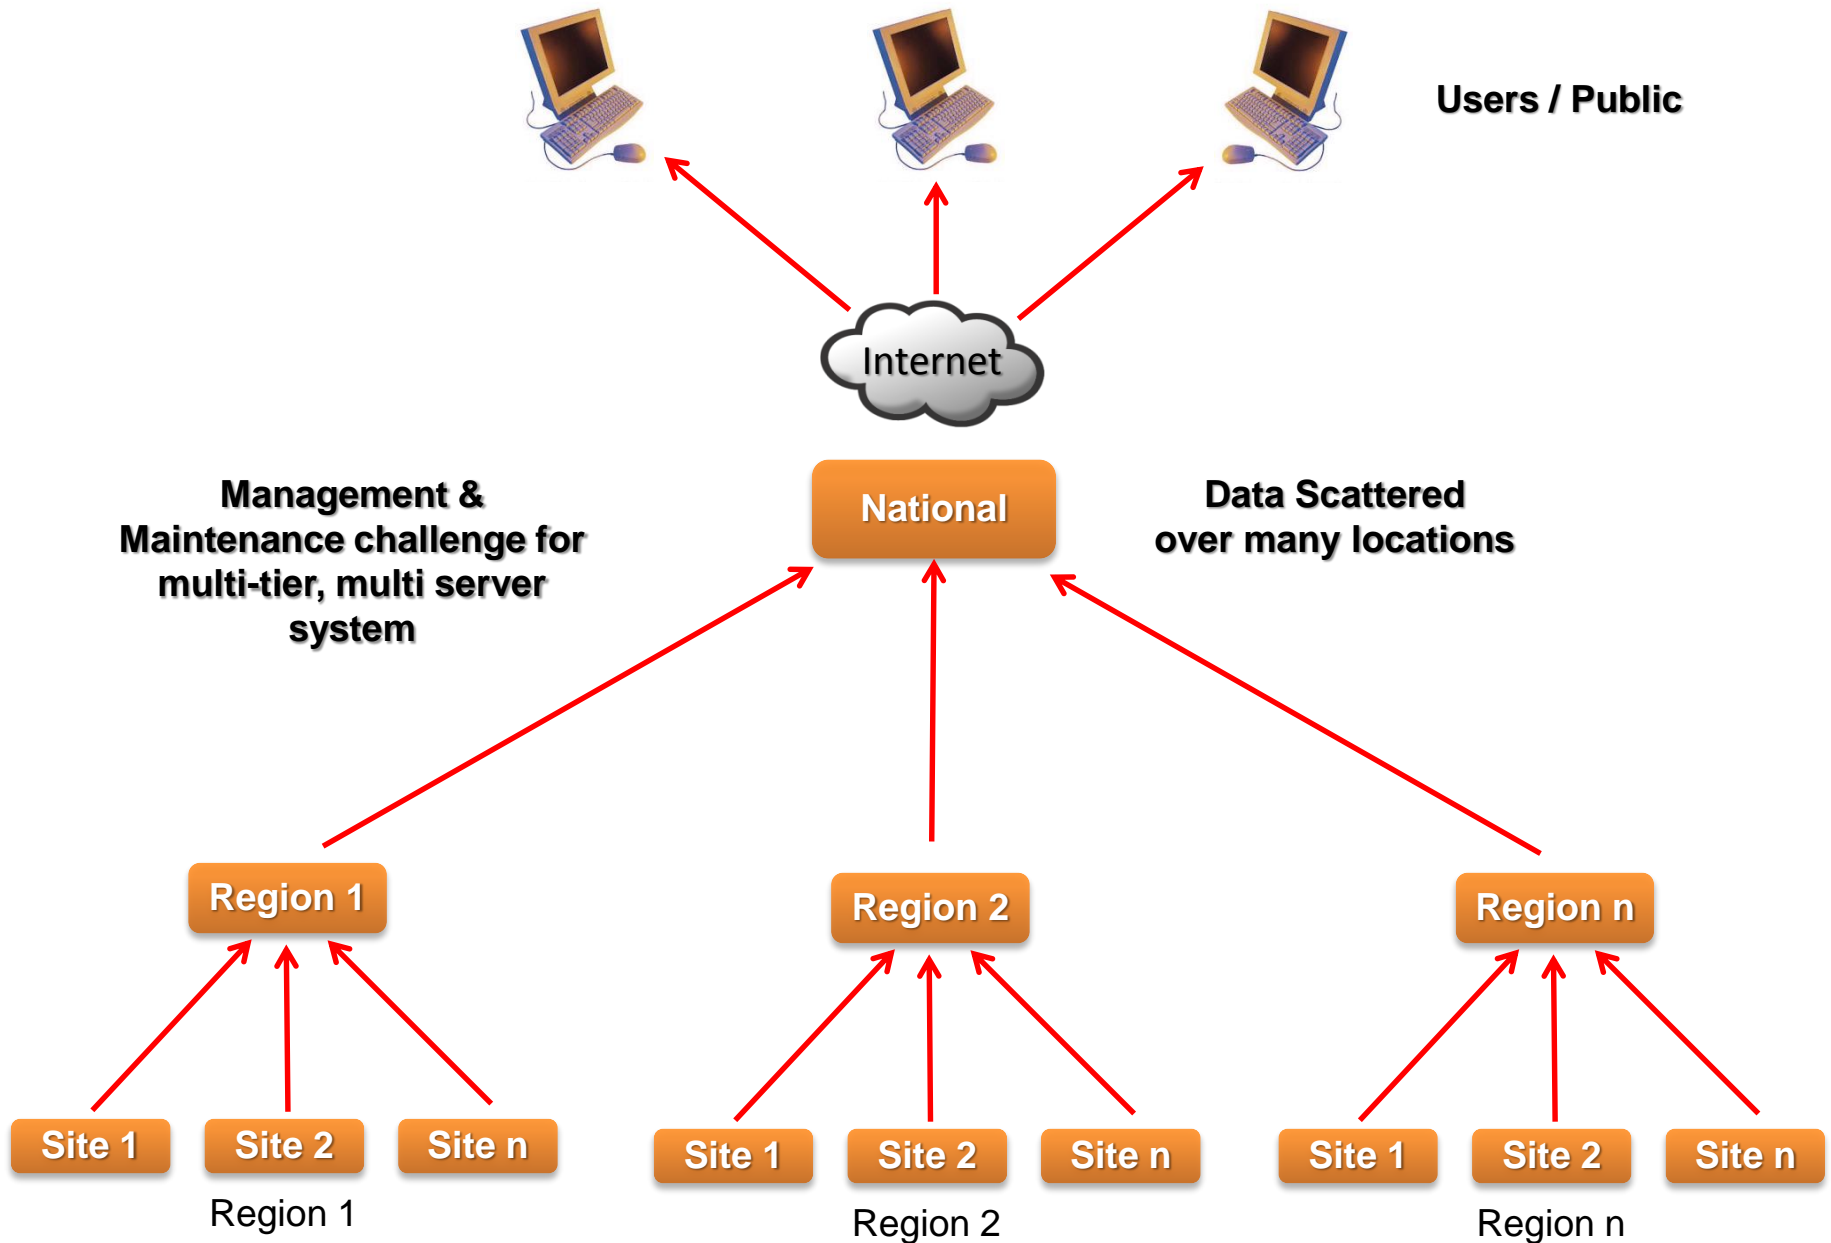 Users / Public
Internet
Management &
Maintenance challenge for
multi-tier, multi server
system
National
Data Scattered
over many locations
Region 1
Region 2
Region n
Site 1
Site 2
Site n
Site 1
Site 2
Site n
Site 1
Site 2
Site n
Region 1
Region 2
Region n